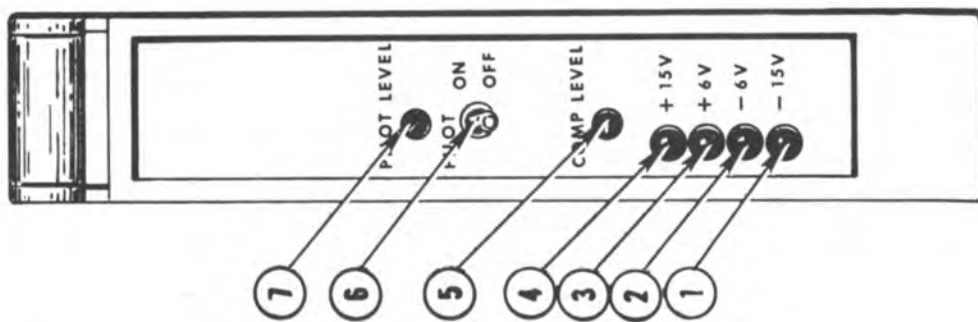 PILOT LEVEL
PILOT
ON
OFF
COMP LEVEL
+ 15V
+ 6V
− 6V
− 15V
7
6
5
4
3
2
1